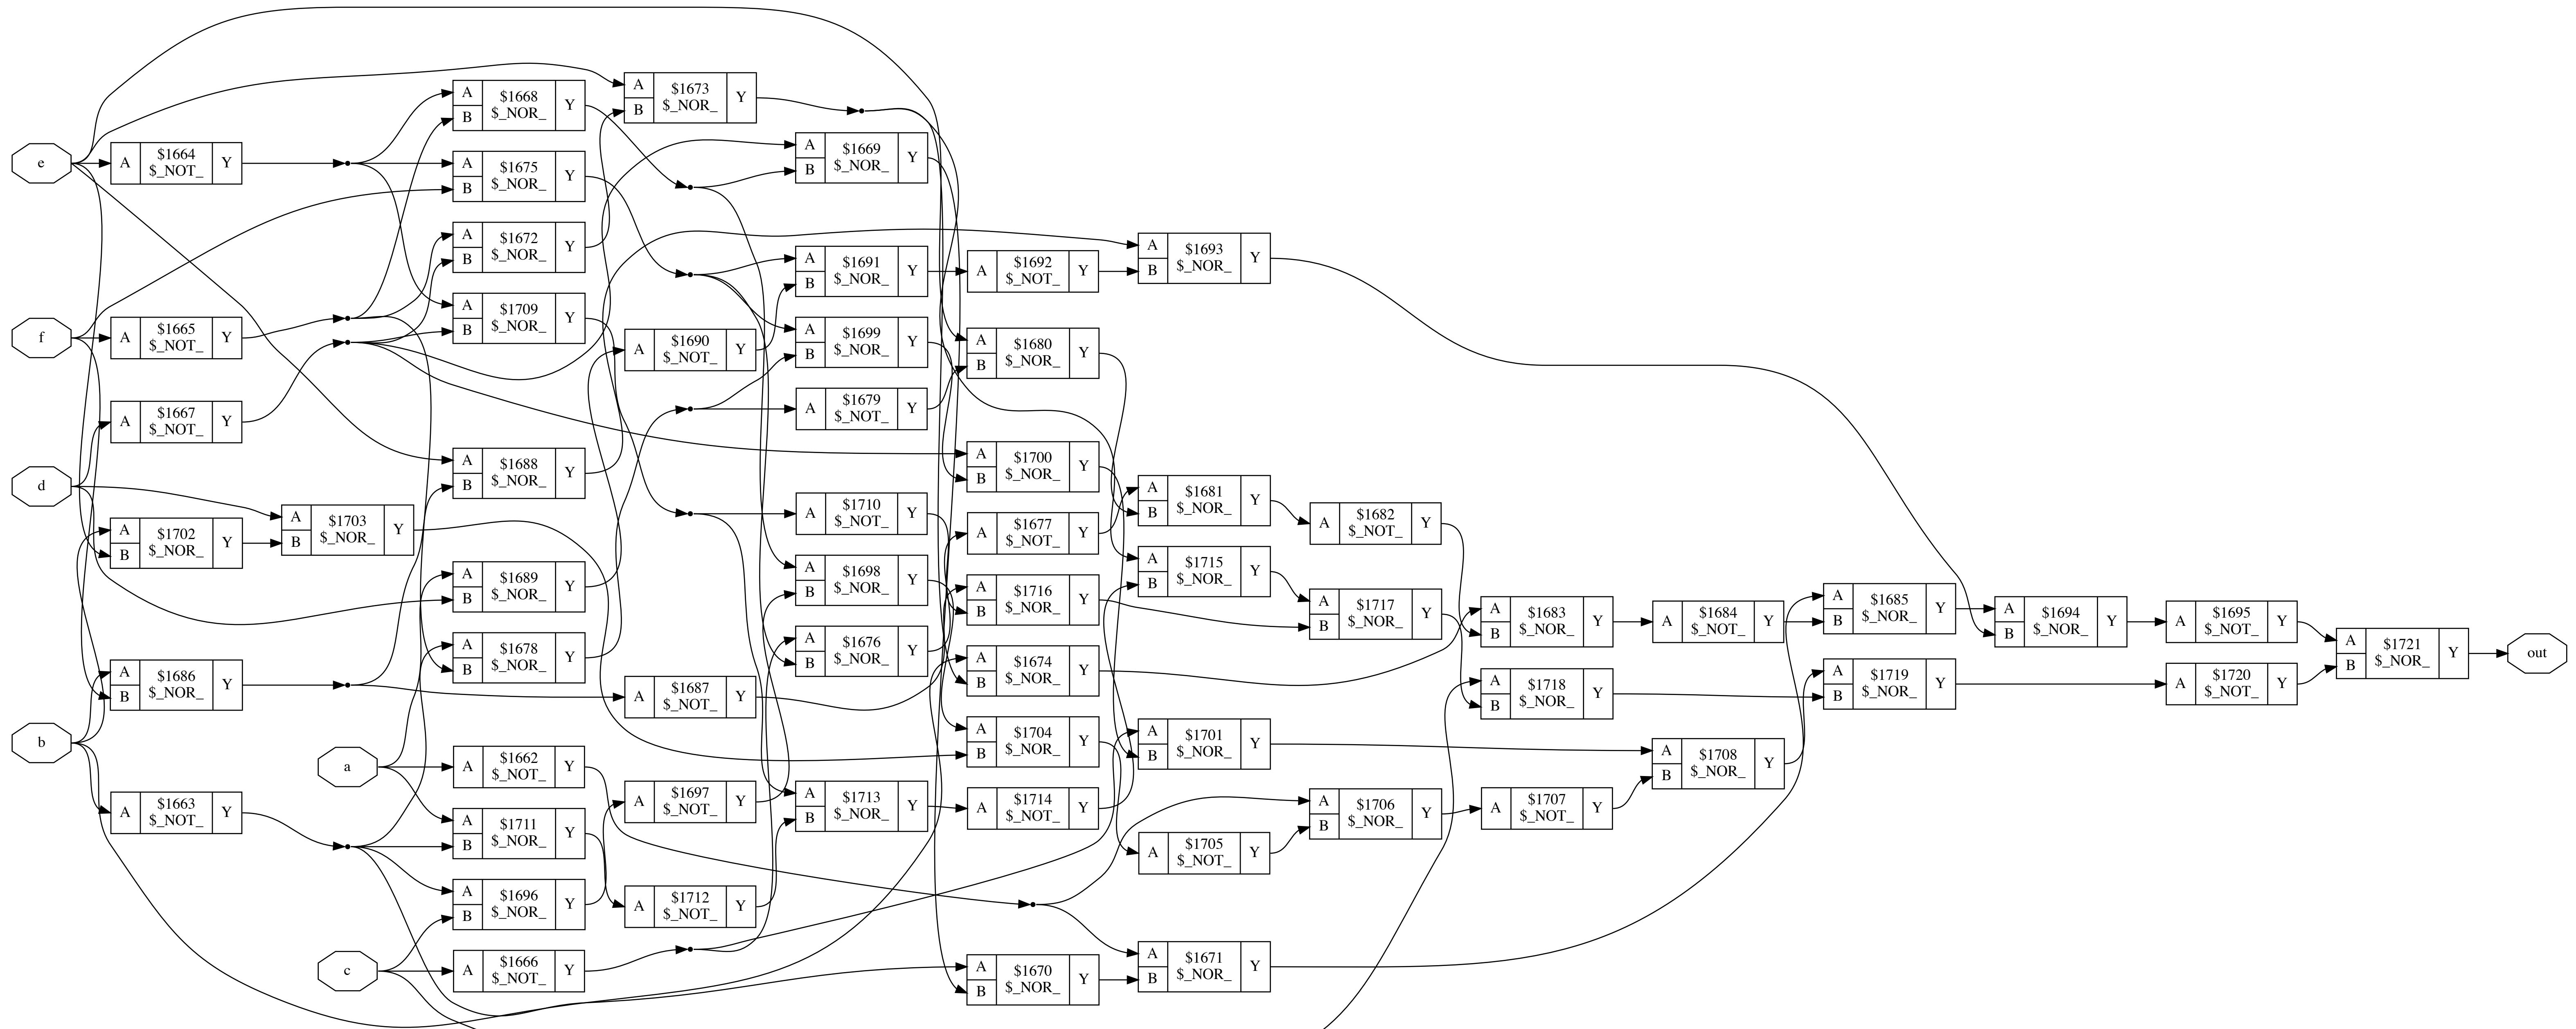 e
f
d
b
a
c
A $1664 $_NOT_ Y
A $1665 $_NOT_ Y
A $1667 $_NOT_ Y
A B $1702 $_NOR_ Y
A B $1686 $_NOR_ Y
A $1663 $_NOT_ Y
A B $1703 $_NOR_ Y
A B $1668 $_NOR_ Y
A B $1675 $_NOR_ Y
A B $1672 $_NOR_ Y
A B $1709 $_NOR_ Y
A B $1688 $_NOR_ Y
A B $1689 $_NOR_ Y
A B $1678 $_NOR_ Y
A $1662 $_NOT_ Y
A B $1711 $_NOR_ Y
A B $1696 $_NOR_ Y
A $1666 $_NOT_ Y
A B $1673 $_NOR_ Y
A $1690 $_NOT_ Y
A $1687 $_NOT_ Y
A $1697 $_NOT_ Y
A $1712 $_NOT_ Y
A B $1669 $_NOR_ Y
A B $1691 $_NOR_ Y
A B $1699 $_NOR_ Y
A $1679 $_NOT_ Y
A $1710 $_NOT_ Y
A B $1698 $_NOR_ Y
A B $1676 $_NOR_ Y
A B $1713 $_NOR_ Y
A $1692 $_NOT_ Y
A B $1680 $_NOR_ Y
A B $1700 $_NOR_ Y
A $1677 $_NOT_ Y
A B $1716 $_NOR_ Y
A B $1674 $_NOR_ Y
A B $1704 $_NOR_ Y
A $1714 $_NOT_ Y
A B $1670 $_NOR_ Y
A B $1693 $_NOR_ Y
A B $1681 $_NOR_ Y
A B $1715 $_NOR_ Y
A B $1701 $_NOR_ Y
A $1705 $_NOT_ Y
A B $1671 $_NOR_ Y
A $1682 $_NOT_ Y
A B $1717 $_NOR_ Y
A B $1706 $_NOR_ Y
A B $1683 $_NOR_ Y
A B $1718 $_NOR_ Y
A $1707 $_NOT_ Y
A $1684 $_NOT_ Y
A B $1708 $_NOR_ Y
A B $1685 $_NOR_ Y
A B $1719 $_NOR_ Y
A B $1694 $_NOR_ Y
A $1695 $_NOT_ Y
A $1720 $_NOT_ Y
A B $1721 $_NOR_ Y
out